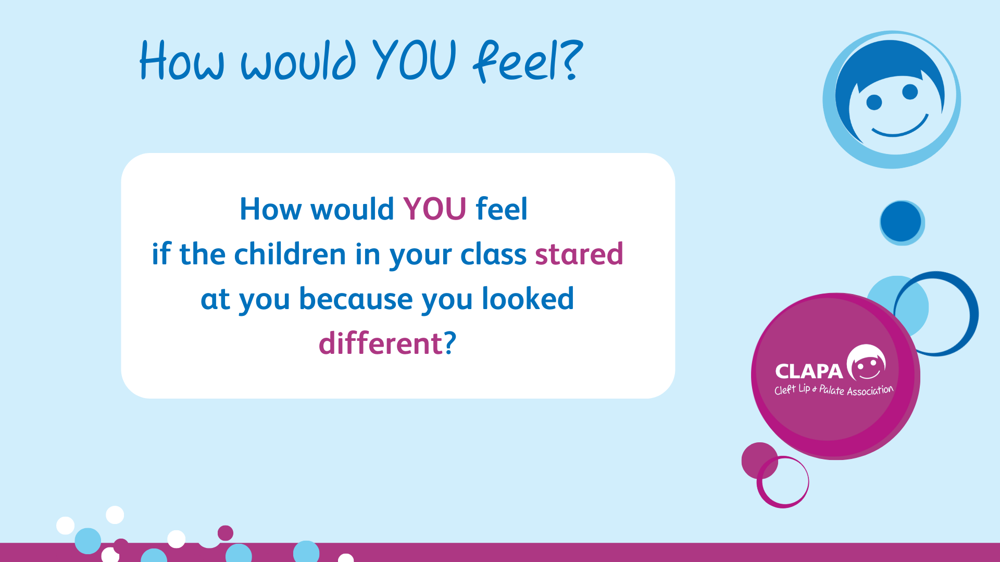 How would YOU feel?
How would YOU feel
if the children in your class stared
at you because you looked
different?
CLAPA
Cleft Lip & Palate Association